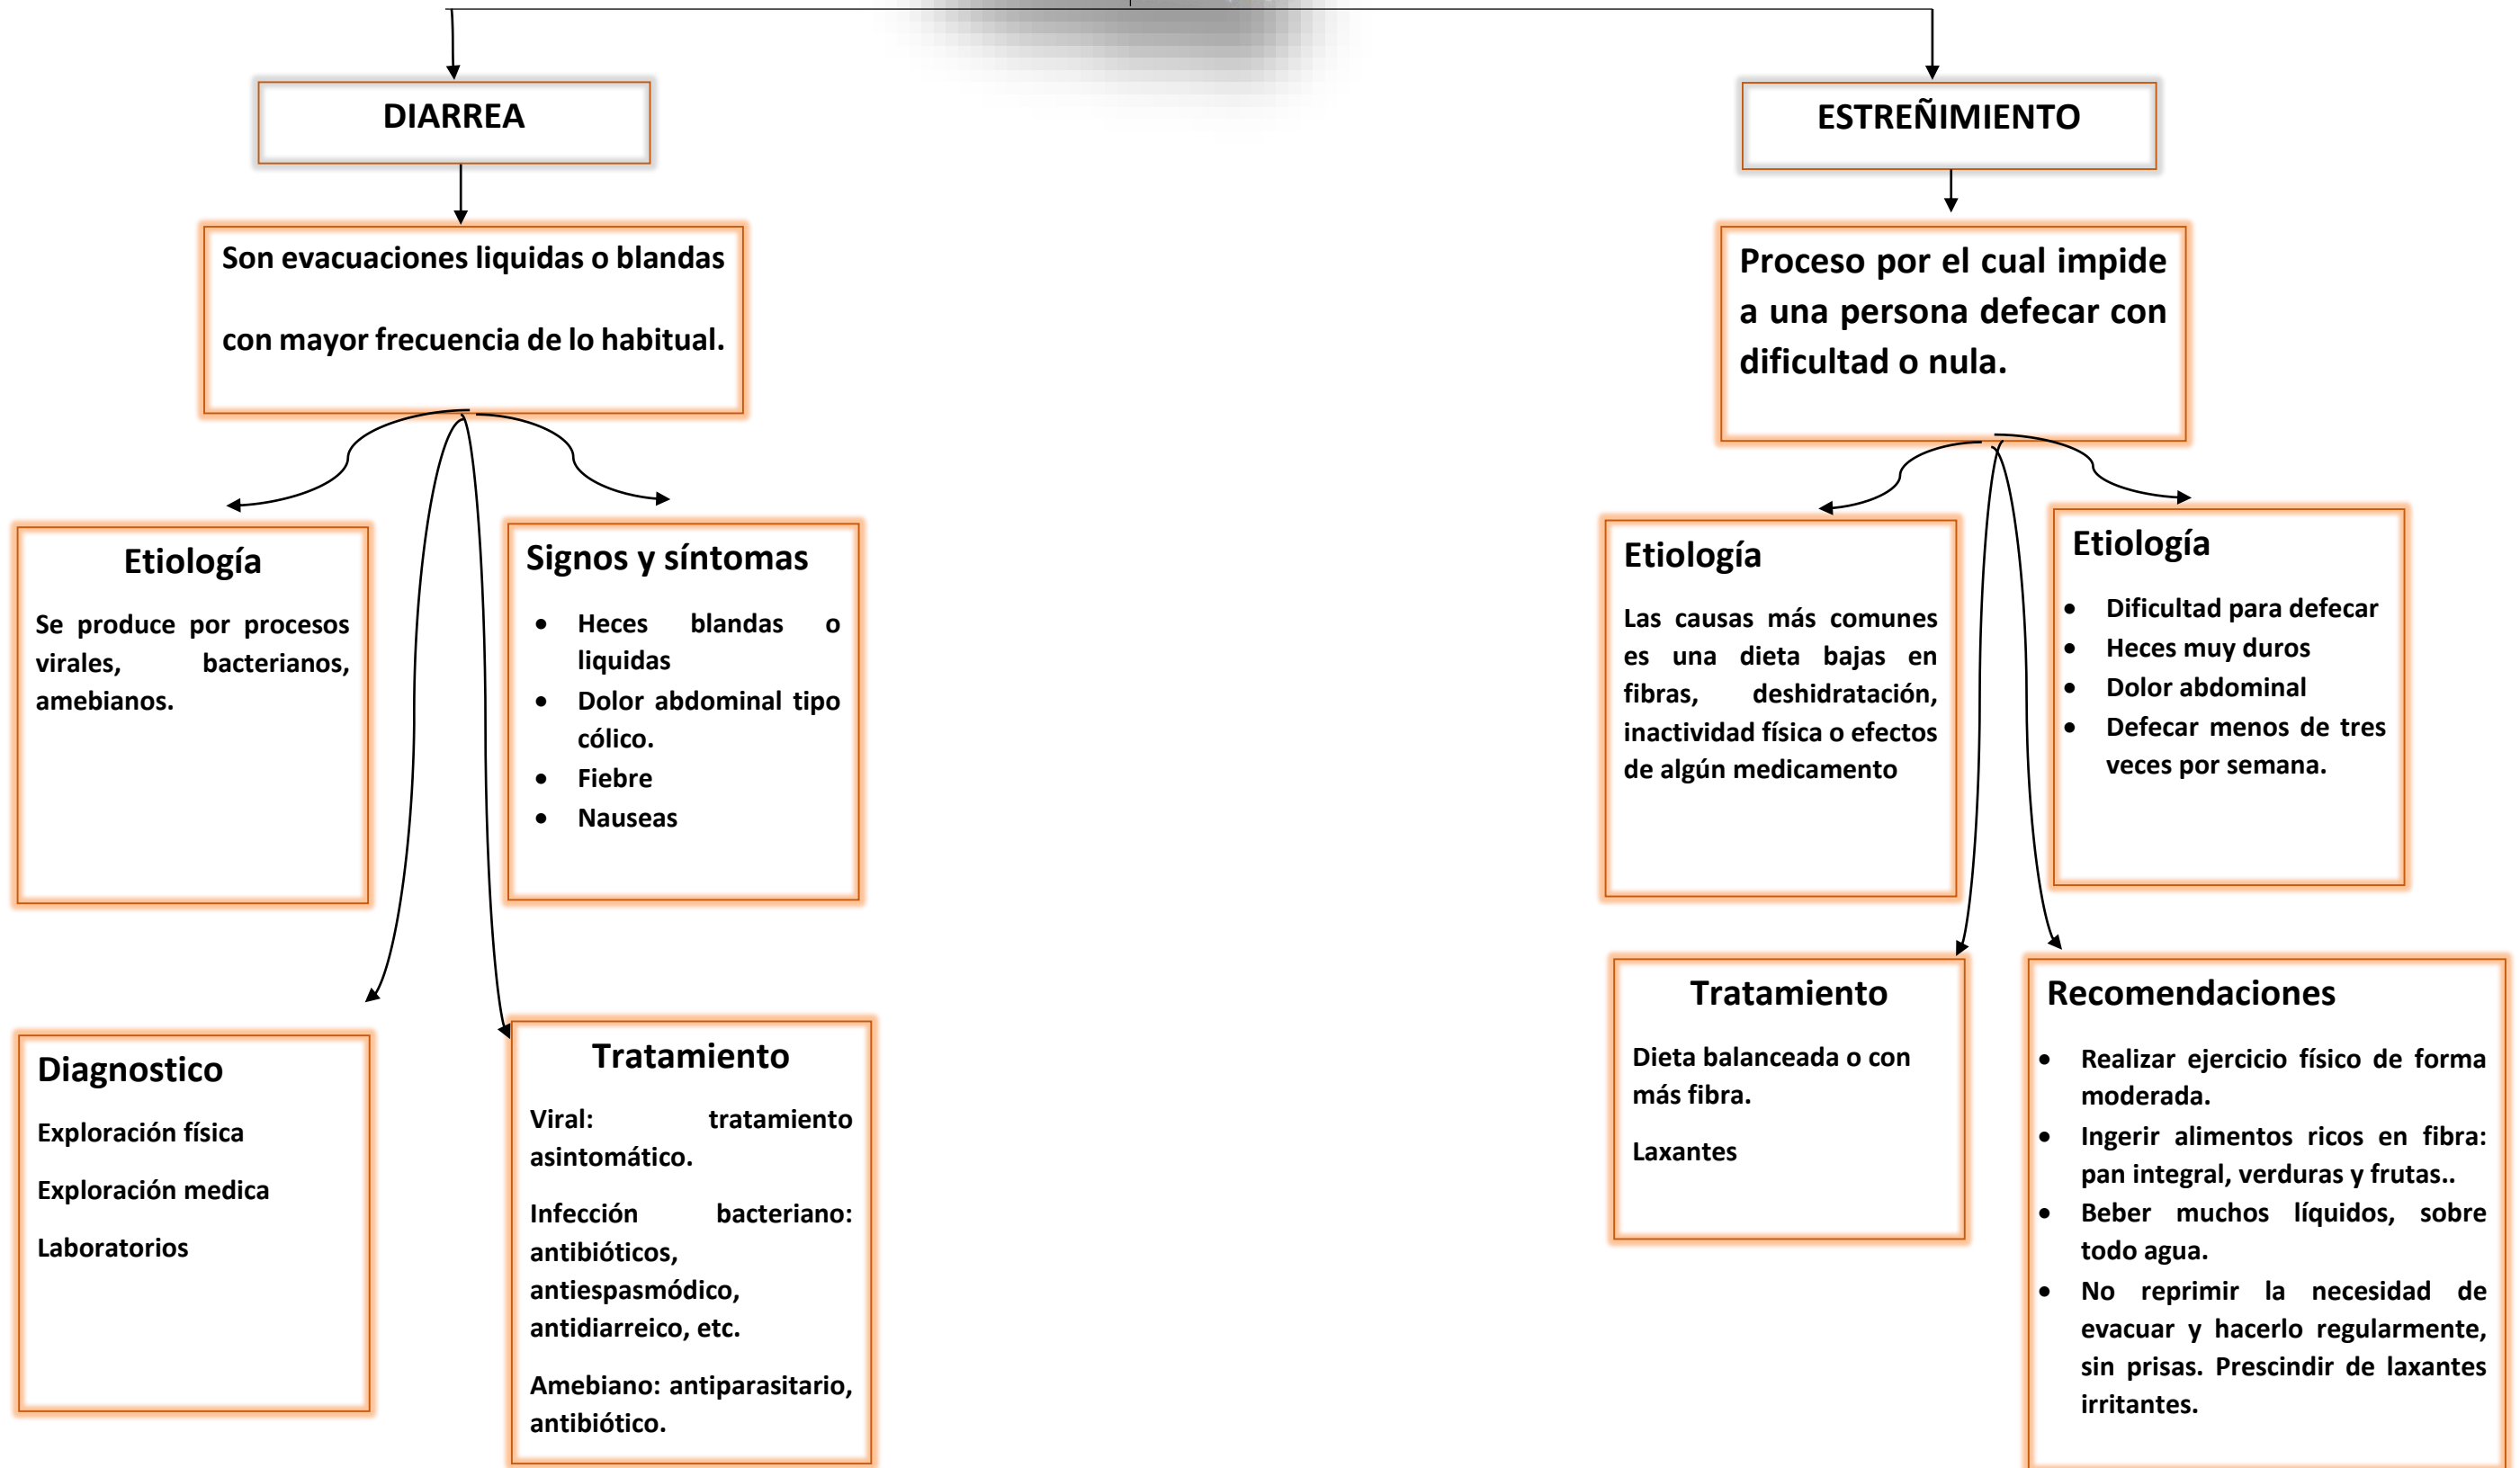 DIARREA
Son evacuaciones liquidas o blandas
con mayor frecuencia de lo habitual.
Etiología
Se produce por procesos
virales, bacterianos,
amebianos.
Signos y síntomas
• Heces blandas o
liquidas
• Dolor abdominal tipo
cólico.
• Fiebre
• Nauseas
Diagnostico
Exploración física
Exploración medica
Laboratorios
Tratamiento
Viral: tratamiento
asintomático.
Infección bacteriano:
antibióticos,
antiespasmódico,
antidiarreico, etc.
Amebiano: antiparasitario,
antibiótico.
ESTREÑIMIENTO
Proceso por el cual impide
a una persona defecar con
dificultad o nula.
Etiología
Las causas más comunes
es una dieta bajas en
fibras, deshidratación,
inactividad física o efectos
de algún medicamento
Etiología
• Dificultad para defecar
• Heces muy duros
• Dolor abdominal
• Defecar menos de tres
veces por semana.
Tratamiento
Dieta balanceada o con
más fibra.
Laxantes
Recomendaciones
• Realizar ejercicio físico de forma
moderada.
• Ingerir alimentos ricos en fibra:
pan integral, verduras y frutas..
• Beber muchos líquidos, sobre
todo agua.
• No reprimir la necesidad de
evacuar y hacerlo regularmente,
sin prisas. Prescindir de laxantes
irritantes.